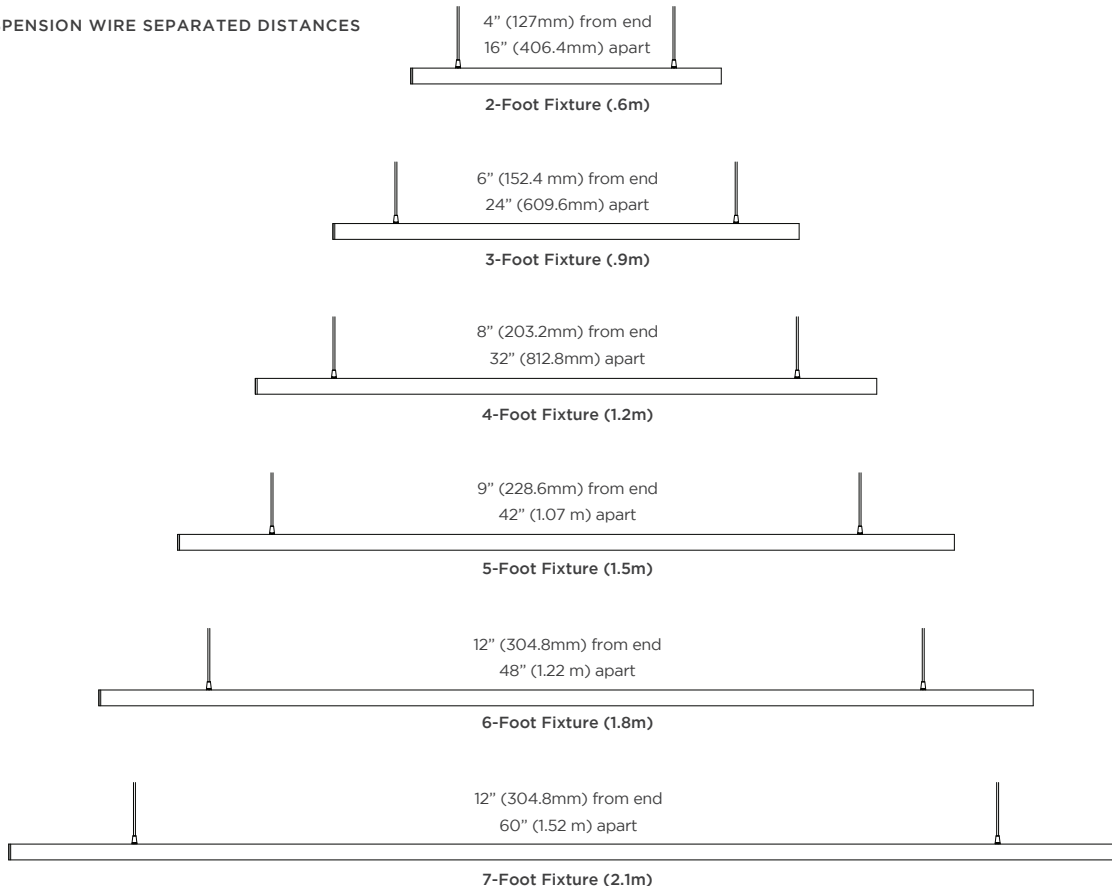 PENSION WIRE SEPARATED DISTANCES
4” (127mm) from end
16” (406.4mm) apart
2-Foot Fixture (.6m)
6” (152.4 mm) from end
24” (609.6mm) apart
3-Foot Fixture (.9m)
8” (203.2mm) from end
32” (812.8mm) apart
4-Foot Fixture (1.2m)
9” (228.6mm) from end
42” (1.07 m) apart
5-Foot Fixture (1.5m)
12” (304.8mm) from end
48” (1.22 m) apart
6-Foot Fixture (1.8m)
12” (304.8mm) from end
60” (1.52 m) apart
7-Foot Fixture (2.1m)